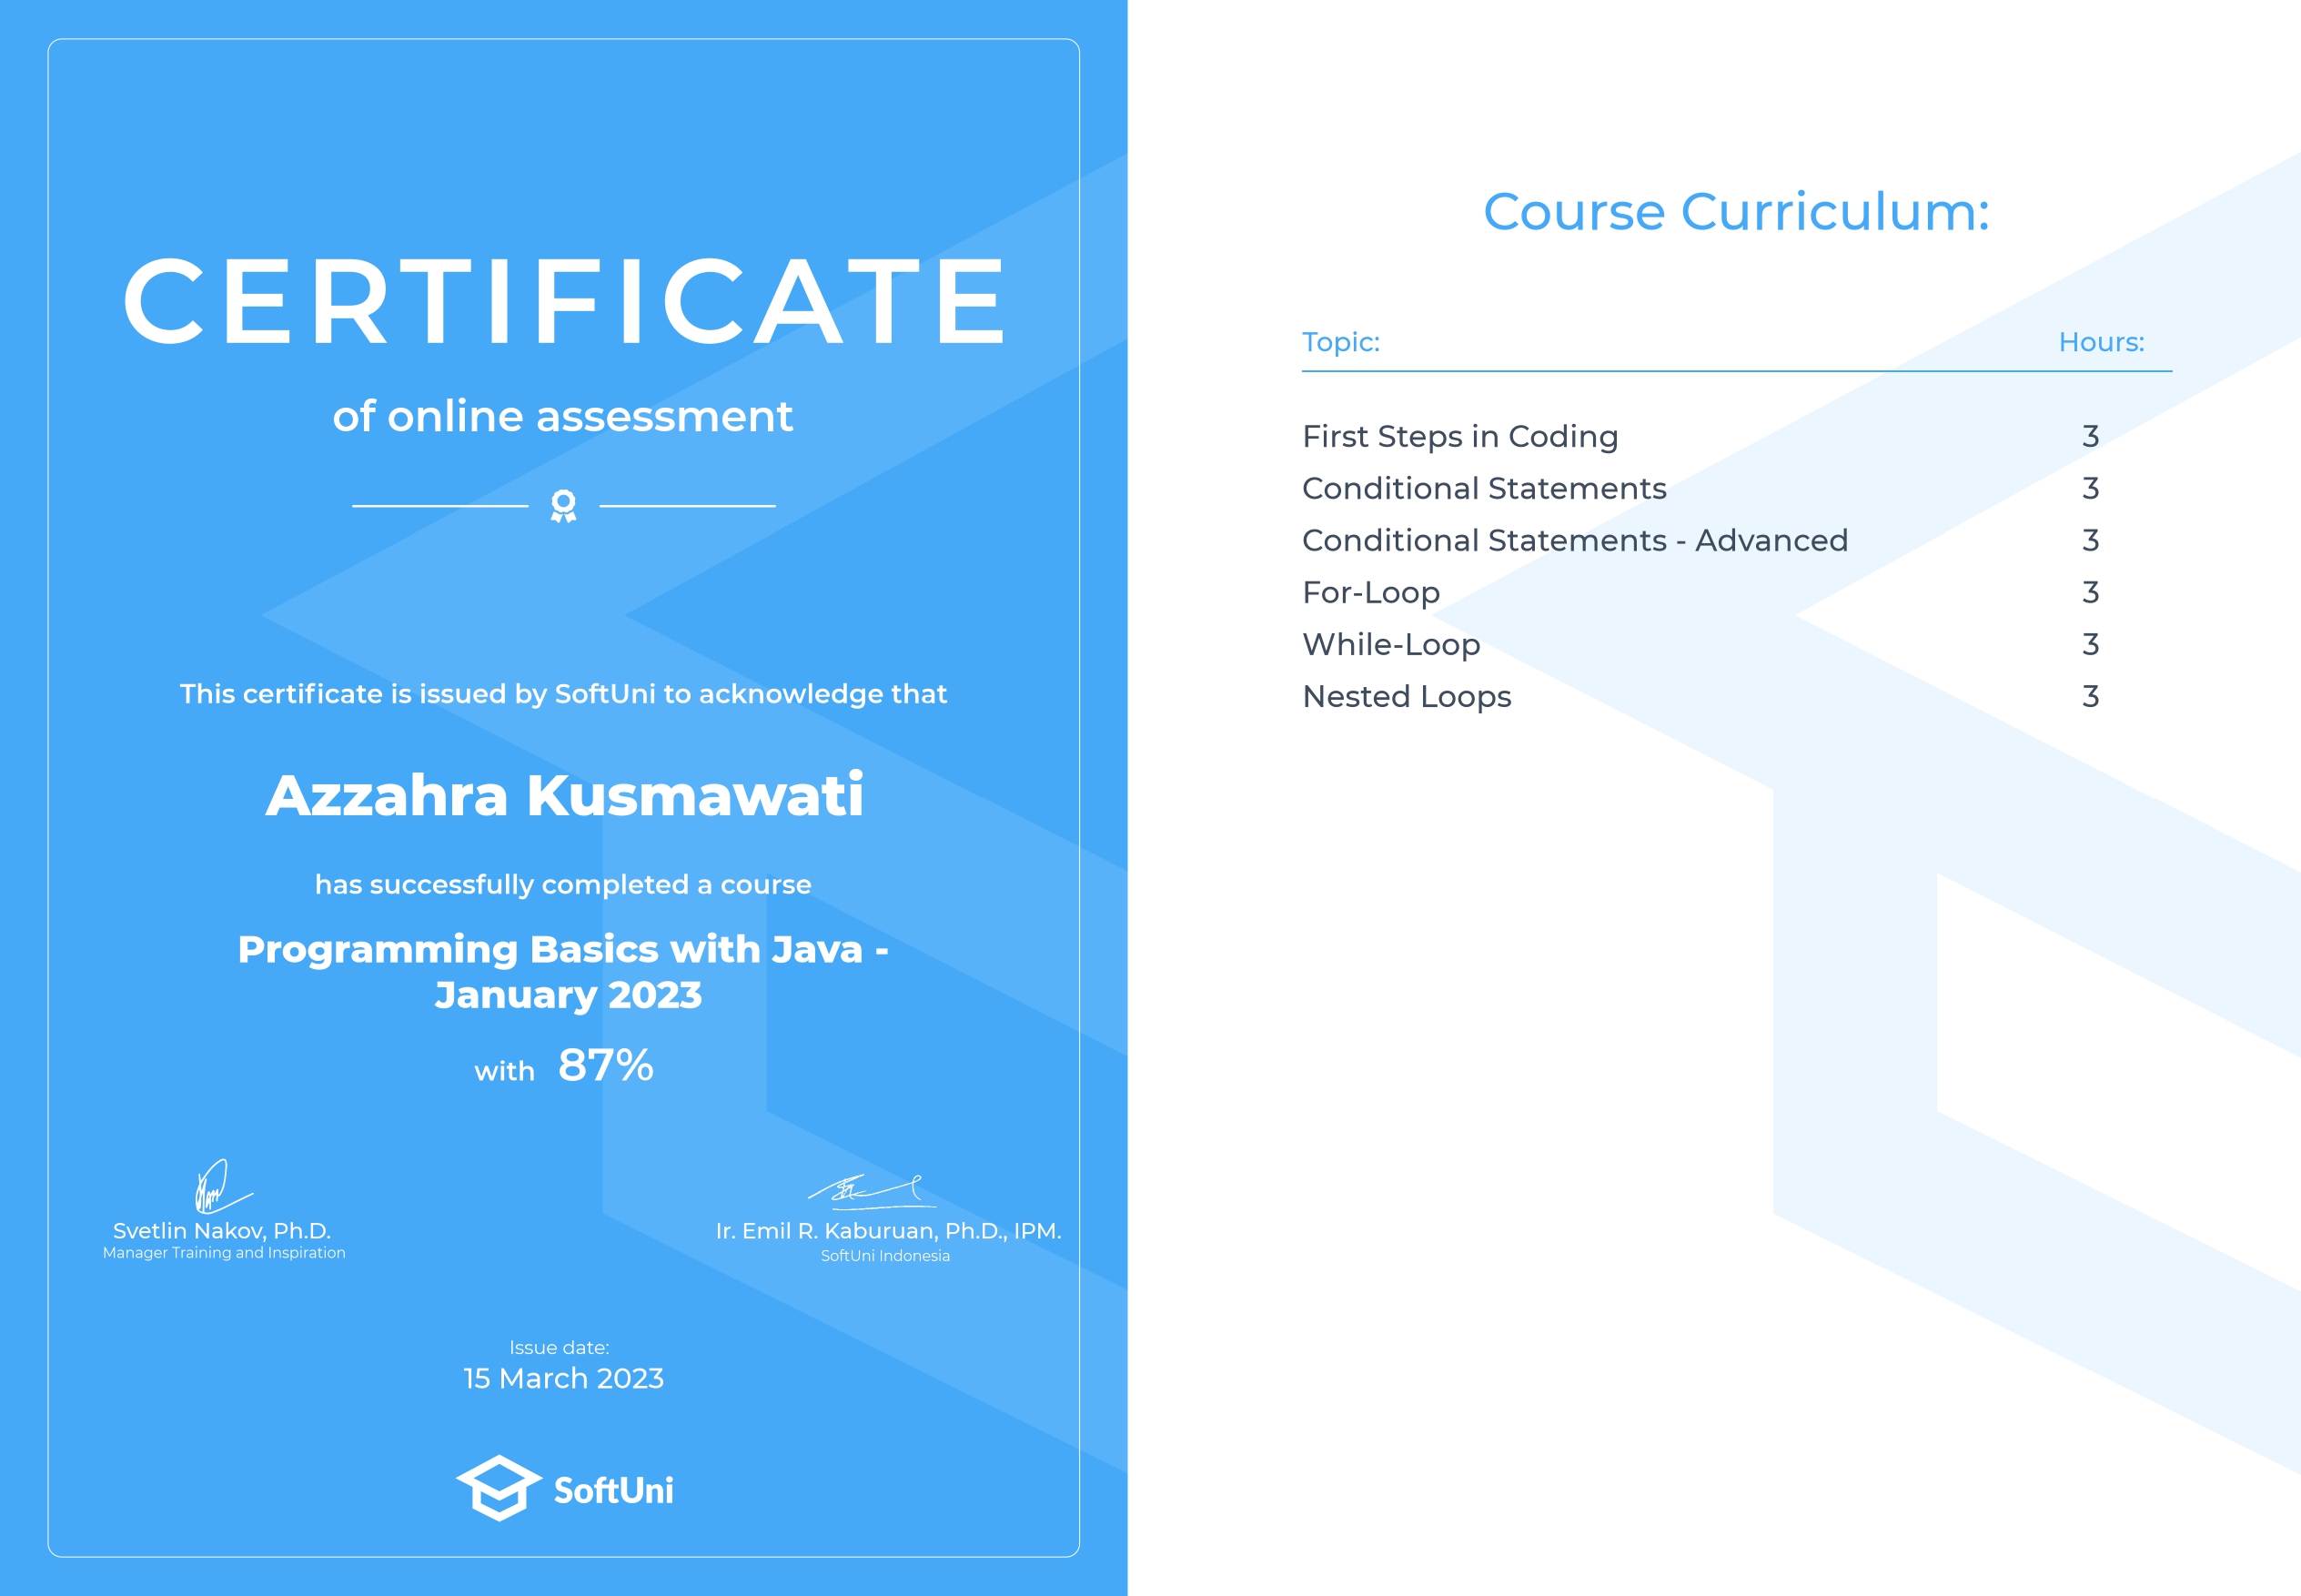 CERTIFICATE
of online assessment
This certificate is issued by SoftUni to acknowledge that
Azzahra Kusmawati
has successfully completed a course
Programming Basics with Java -
January 2023
with 87%
Svetlin Nakov, Ph.D.
Manager Training and Inspiration
Ir. Emil R. Kaburuan, Ph.D., IPM.
SoftUni Indonesia
Issue date:
15 March 2023
SoftUni
Course Curriculum:
Topic: Hours:
First Steps in Coding 3
Conditional Statements 3
Conditional Statements - Advanced 3
For-Loop 3
While-Loop 3
Nested Loops 3